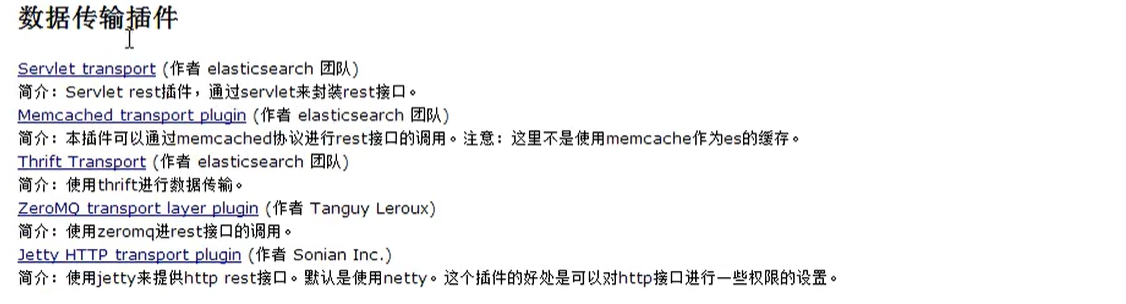 数据传输插件
Servlet transport (作者 elasticsearch 团队)
简介：Servlet rest插件，通过servlet来封装rest接口。
Memcached transport plugin (作者 elasticsearch 团队)
简介：本插件可以通过memcached协议进行rest接口的调用。注意：这里不是使用memcache作为es的缓存。
Thrift Transport (作者 elasticsearch 团队)
简介：使用thrift进行数据传输。
ZeroMQ transport layer plugin (作者 Tanguy Leroux)
简介：使用zeromq进rest接口的调用。
Jetty HTTP transport plugin (作者 Sonian Inc.)
简介：使用jetty来提供http rest接口。默认是使用netty。这个插件的好处是可以对http接口进行一些权限的设置。